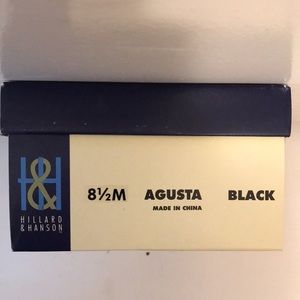 H&H
HILLARD
& HANSON
8½M AGUSTA BLACK
MADE IN CHINA